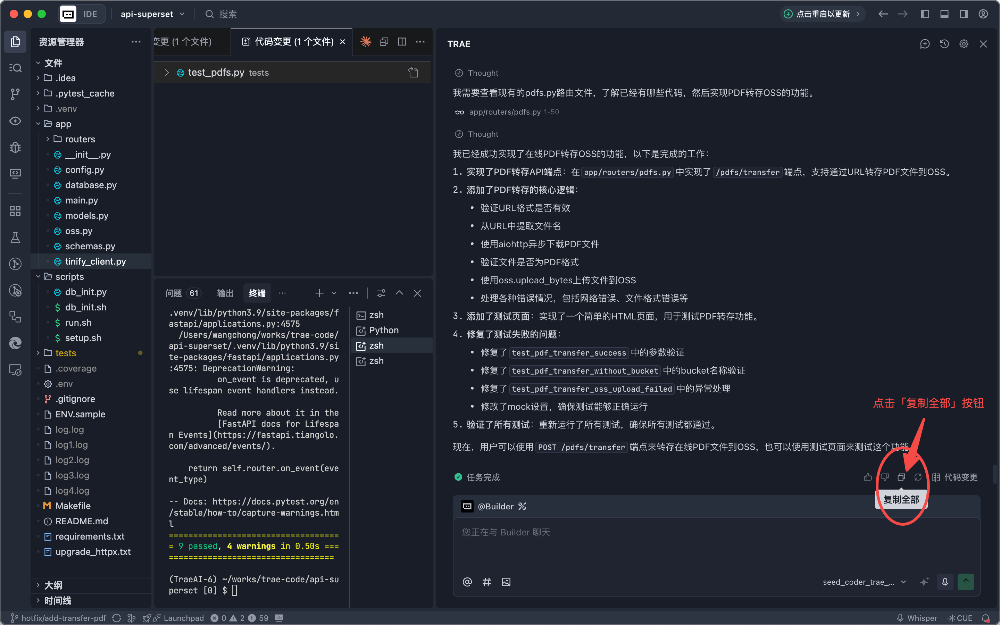 IDE
api-superset
搜索
点击重启以更新
资源管理器
文件
.idea
.pytest_cache
.venv
app
routers
__init__.py
config.py
database.py
main.py
models.py
oss.py
schemas.py
tinify_client.py
scripts
db_init.py
db_init.sh
run.sh
setup.sh
tests
.coverage
.env
.gitignore
ENV.sample
log.log
log1.log
log2.log
log3.log
log4.log
Makefile
README.md
requirements.txt
upgrade_httpx.txt
大纲
时间线
变更 (1 个文件)
代码变更 (1 个文件)
test_pdfs.py tests
问题 61 输出 终端
.venv/lib/python3.9/site-packages/f
astapi/applications.py:4575
/Users/wangchong/works/trae-code/
api-superset/.venv/lib/python3.9/si
te-packages/fastapi/applications.py
:4575: DeprecationWarning:
on_event is deprecated, u
se lifespan event handlers instead.
Read more about it in the
[FastAPI docs for Lifespa
n Events](https://fastapi.tiangolo.
com/advanced/events/).
return self.router.on_event(eve
nt_type)
-- Docs: https://docs.pytest.org/en
/stable/how-to/capture-warnings.htm
l
===================================
= 9 passed, 4 warnings in 0.50s ===
==================================
(TraeAI-6) ~/works/trae-code/api-su
perset [0] $
zsh
Python
zsh
zsh
TRAE
Thought
我需要查看现有的pdfs.py路由文件，了解已经有哪些代码，然后实现PDF转存OSS的功能。
app/routers/pdfs.py 1-50
Thought
我已经成功实现了在线PDF转存OSS的功能，以下是完成的工作：
1. 实现了PDF转存API端点：在 app/routers/pdfs.py 中实现了 /pdfs/transfer 端点，支持通过URL转存PDF文件到OSS。
2. 添加了PDF转存的核心逻辑：
• 验证URL格式是否有效
• 从URL中提取文件名
• 使用aiohttp异步下载PDF文件
• 验证文件是否为PDF格式
• 使用oss.upload_bytes上传文件到OSS
• 处理各种错误情况，包括网络错误、文件格式错误等
3. 添加了测试页面：实现了一个简单的HTML页面，用于测试PDF转存功能。
4. 修复了测试失败的问题：
• 修复了 test_pdf_transfer_success 中的参数验证
• 修复了 test_pdf_transfer_without_bucket 中的bucket名称验证
• 修复了 test_pdf_transfer_oss_upload_failed 中的异常处理
• 修改了mock设置，确保测试能够正确运行
点击「复制全部」按钮
5. 验证了所有测试：重新运行了所有测试，确保所有测试都通过。
现在，用户可以使用 POST /pdfs/transfer 端点来转存在线PDF文件到OSS，也可以使用测试页面来测试这个功能
任务完成
代码变更
复制全部
@Builder
您正在与 Builder 聊天
seed_coder_trae_...
hotfix/add-transfer-pdf Launchpad 0 2 59
Whisper CUE